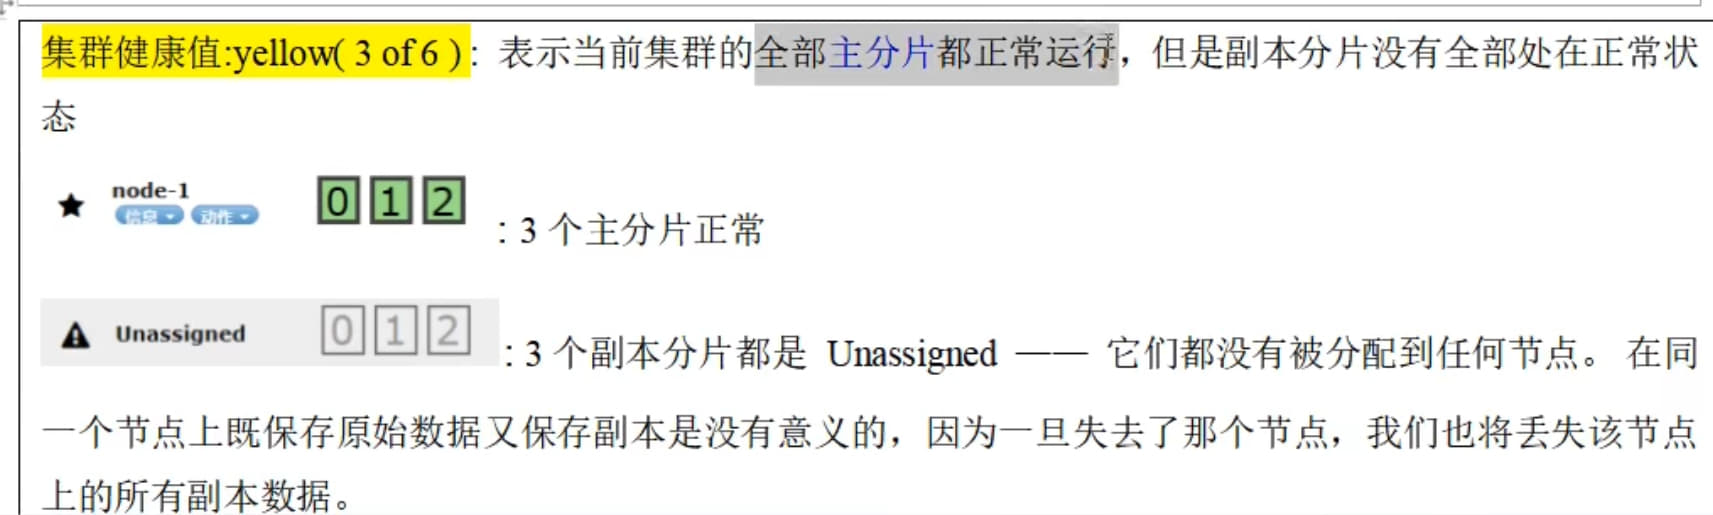 集群健康值:yellow( 3 of 6 ): 表示当前集群的全部主分片都正常运行，但是副本分片没有全部处在正常状
态
node-1
信息 动作
0 1 2
: 3 个主分片正常
Unassigned
0 1 2
: 3 个副本分片都是 Unassigned —— 它们都没有被分配到任何节点。 在同
一个节点上既保存原始数据又保存副本是没有意义的，因为一旦失去了那个节点，我们也将丢失该节点
上的所有副本数据。